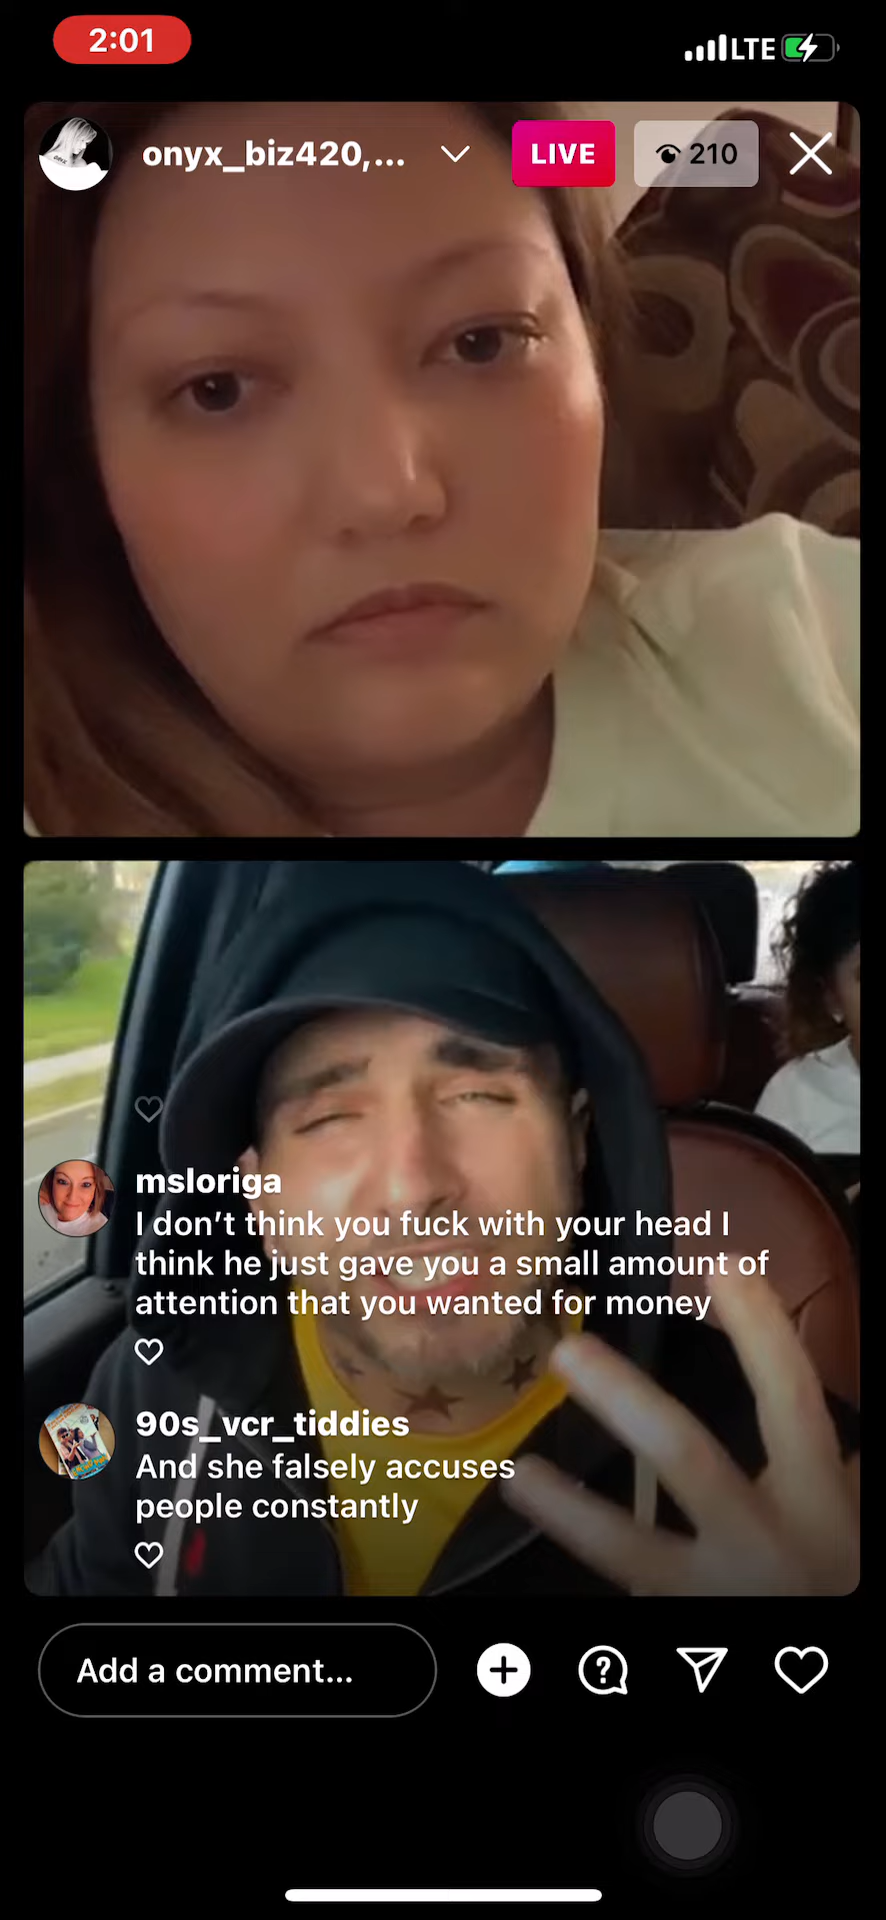 2:01
LTE
onyx_biz420,...
LIVE
210
msloriga
I don’t think you fuck with your head I
think he just gave you a small amount of
attention that you wanted for money
90s_vcr_tiddies
And she falsely accuses
people constantly
Add a comment...